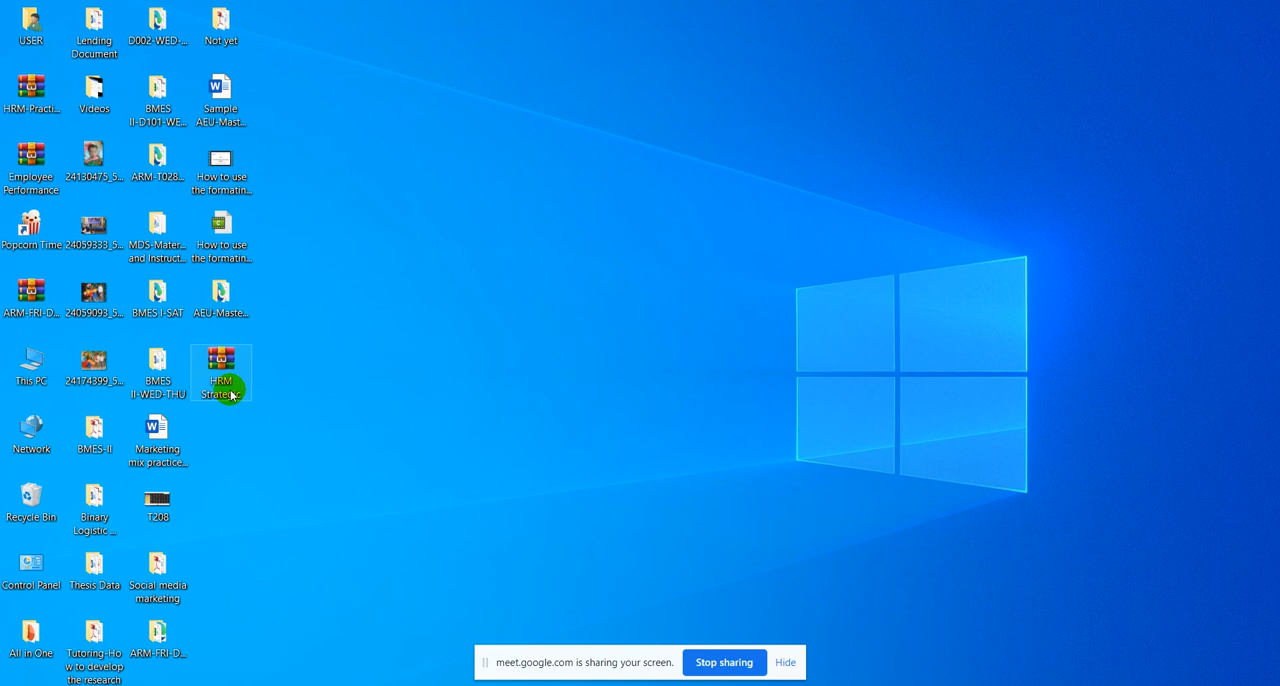 USER
Lending
Document
D002-WED-...
Not yet
HRM-Practi...
Videos
BMES
II-D101-WE...
Sample
AEU-Mast...
Employee
Performance
24130475_5...
ARM-T028...
How to use
the formatin...
Popcorn Time
24059333_5...
MDS-Mater...
and Instruct...
How to use
the formatin...
ARM-FRI-D...
24059093_5...
BMES I-SAT
AEU-Maste...
This PC
24174399_5...
BMES
II-WED-THU
HRM
Strategic
Network
BMES-II
Marketing
mix practice...
Recycle Bin
Binary
Logistic ...
T208
Control Panel
Thesis Data
Social media
marketing
All in One
Tutoring-Ho
w to develop
the research
ARM-FRI-D...
meet.google.com is sharing your screen.
Stop sharing
Hide